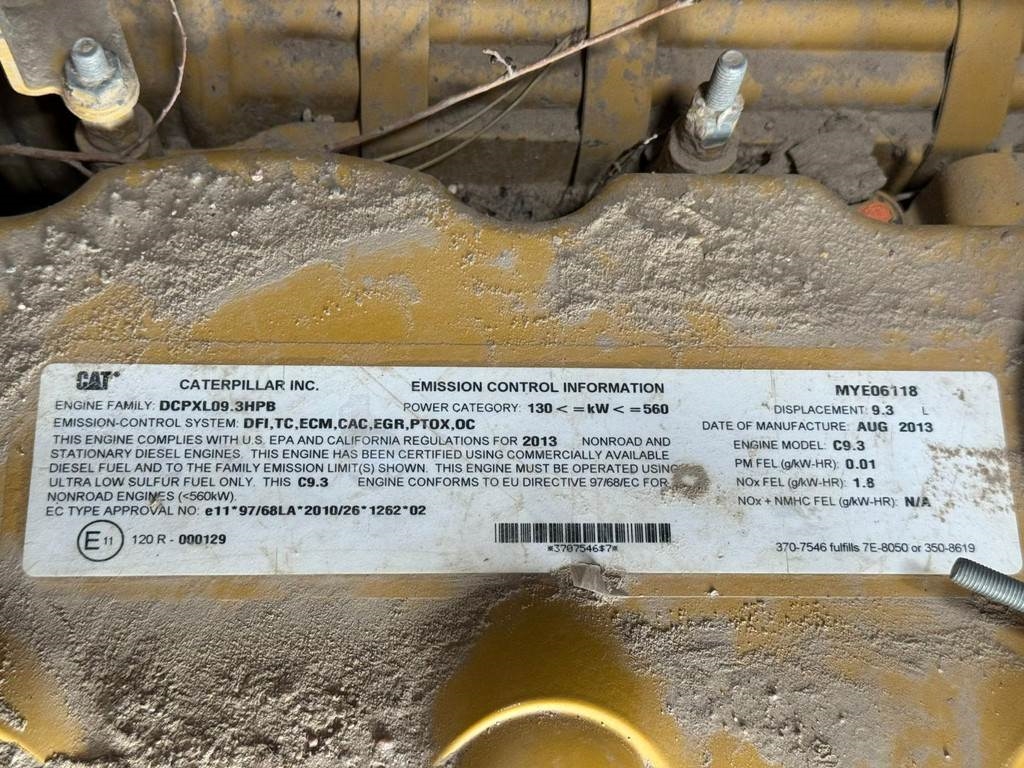 CAT® CATERPILLAR INC. EMISSION CONTROL INFORMATION MYE06118
ENGINE FAMILY: DCPXL09.3HPB POWER CATEGORY: 130 < =kW < =560 DISPLACEMENT: 9.3 L
EMISSION-CONTROL SYSTEM: DFI,TC,ECM,CAC,EGR,PTOX,OC DATE OF MANUFACTURE: AUG 2013
THIS ENGINE COMPLIES WITH U.S. EPA AND CALIFORNIA REGULATIONS FOR 2013 NONROAD AND ENGINE MODEL: C9.3
STATIONARY DIESEL ENGINES. THIS ENGINE HAS BEEN CERTIFIED USING COMMERCIALLY AVAILABLE
DIESEL FUEL AND TO THE FAMILY EMISSION LIMIT(S) SHOWN. THIS ENGINE MUST BE OPERATED USING PM FEL (g/kW-HR): 0.01
ULTRA LOW SULFUR FUEL ONLY. THIS C9.3 ENGINE CONFORMS TO EU DIRECTIVE 97/68/EC FOR NOx FEL (g/kW-HR): 1.8
NONROAD ENGINES (<560kW). NOx + NMHC FEL (g/kW-HR): N/A
EC TYPE APPROVAL NO: e11*97/68LA*2010/26*1262*02
E 11 120 R - 000129
*3707546$7* 370-7546 fulfills 7E-8050 or 350-8619